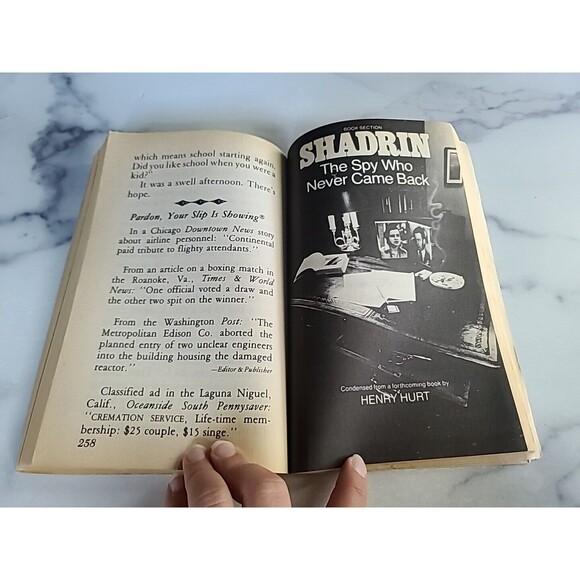 which means school starting again.
Did you like school when you were a
kid?"
It was a swell afternoon. There's
hope.
Pardon, Your Slip Is Showing®
In a Chicago Downtown News story
about airline personnel: "Continental
paid tribute to flighty attendants."
From an article on a boxing match in
the Roanoke, Va., Times & World
News: "One official voted a draw and
the other two spit on the winner."
From the Washington Post: "The
Metropolitan Edison Co. aborted the
planned entry of two unclear engineers
into the building housing the damaged
reactor."
—Editor & Publisher
Classified ad in the Laguna Niguel,
Calif., Oceanside South Pennysaver:
"CREMATION SERVICE, Life-time mem-
bership: $25 couple, $15 singe."
258
BOOK SECTION
SHADRIN
The Spy Who
Never Came Back
Condensed from a forthcoming book by
HENRY HURT